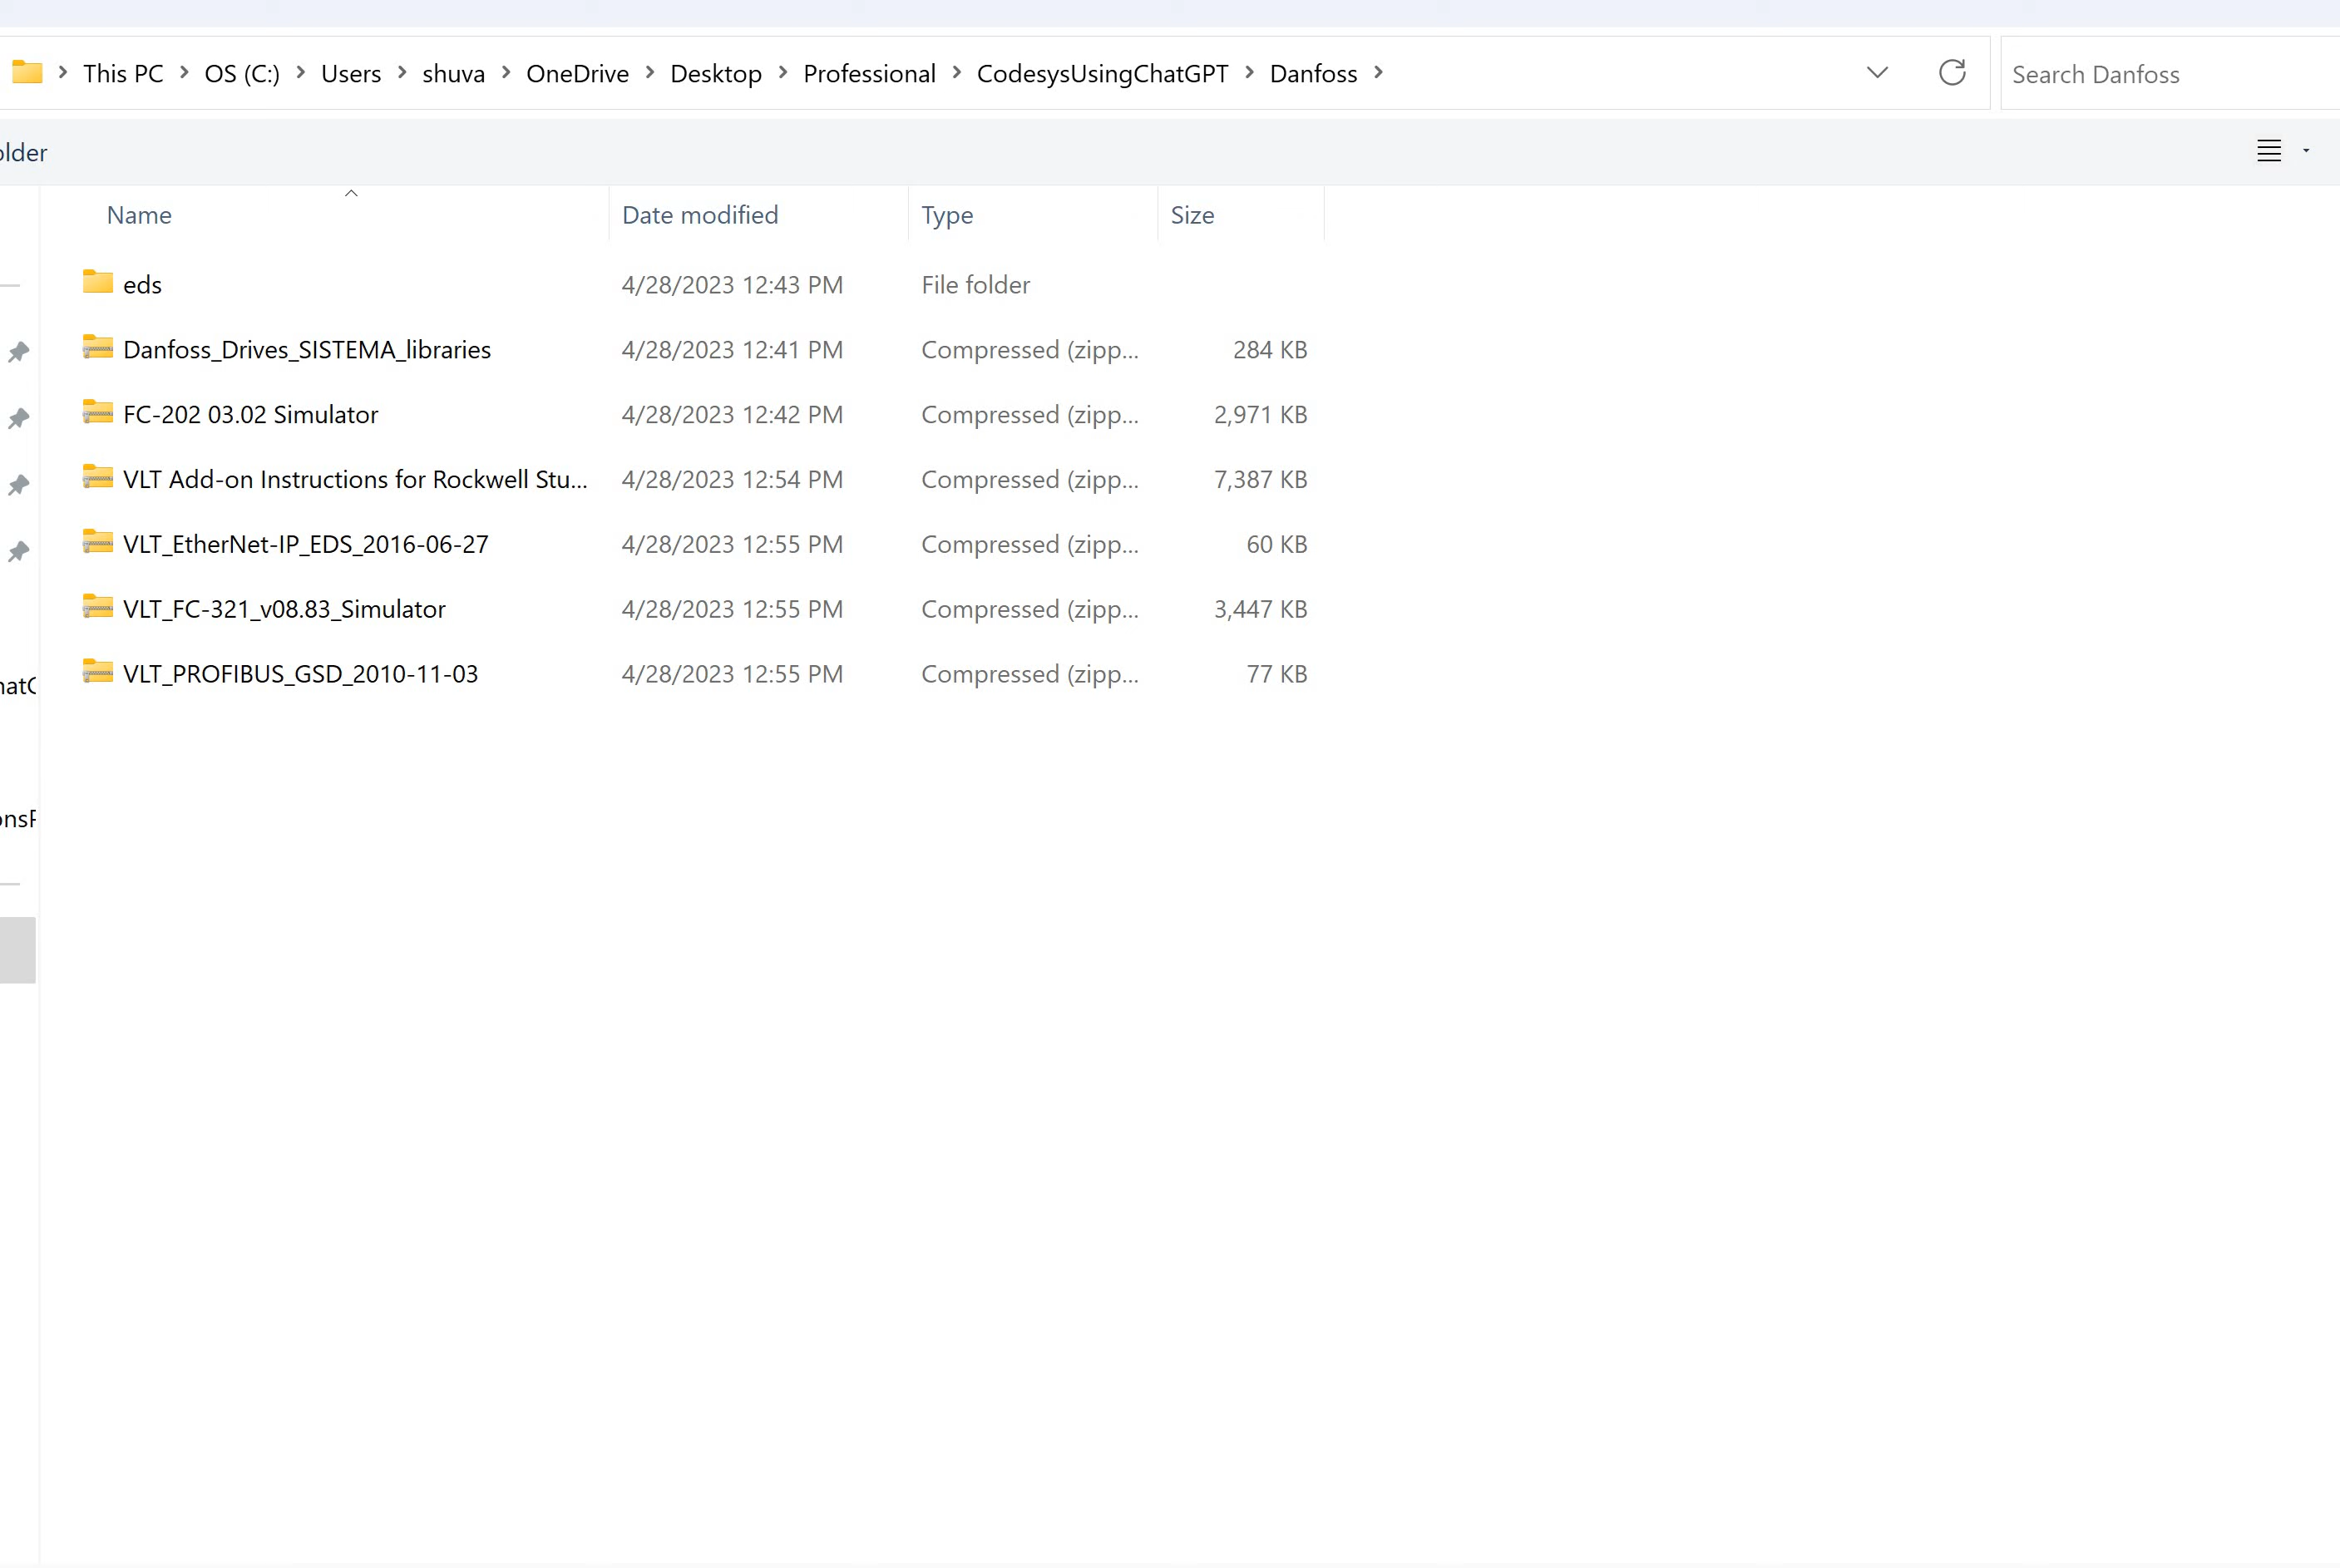 This PC > OS (C:) > Users > shuva > OneDrive > Desktop > Professional > CodesysUsingChatGPT > Danfoss >
Search Danfoss
older
Name Date modified Type Size
eds 4/28/2023 12:43 PM File folder
Danfoss_Drives_SISTEMA_libraries 4/28/2023 12:41 PM Compressed (zipp... 284 KB
FC-202 03.02 Simulator 4/28/2023 12:42 PM Compressed (zipp... 2,971 KB
VLT Add-on Instructions for Rockwell Stu... 4/28/2023 12:54 PM Compressed (zipp... 7,387 KB
VLT_EtherNet-IP_EDS_2016-06-27 4/28/2023 12:55 PM Compressed (zipp... 60 KB
VLT_FC-321_v08.83_Simulator 4/28/2023 12:55 PM Compressed (zipp... 3,447 KB
VLT_PROFIBUS_GSD_2010-11-03 4/28/2023 12:55 PM Compressed (zipp... 77 KB